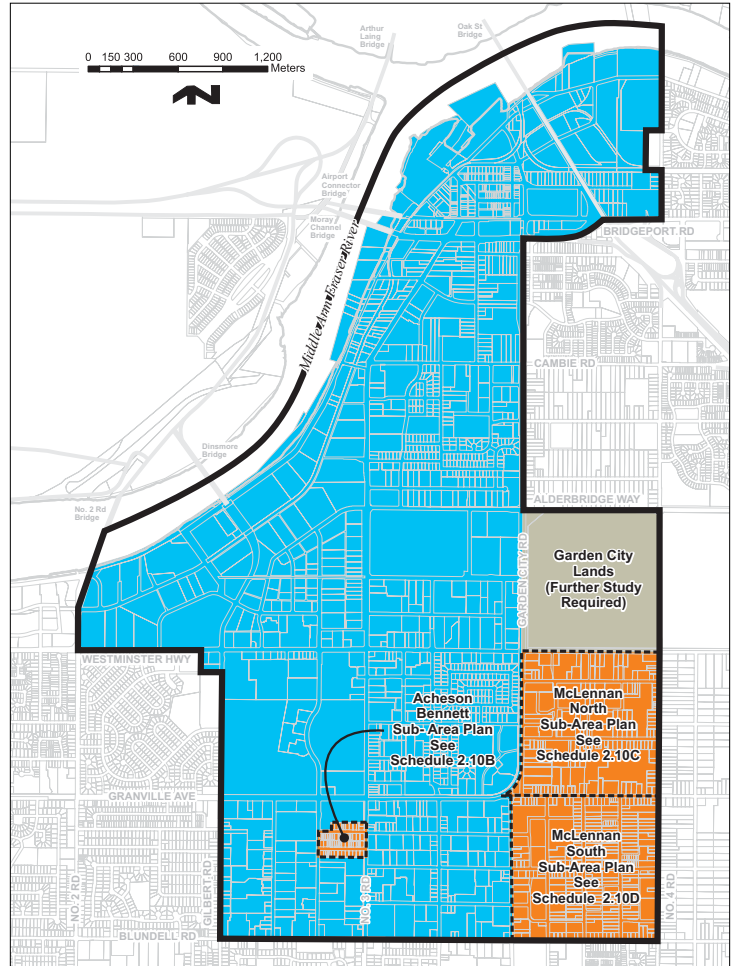 Arthur
Laing
Bridge
Oak St
Bridge
0 150 300 600 900 1,200
Meters
N
Airport
Connector
Bridge
Moray
Channel
Bridge
BRIDGEPORT RD
Middle Arm Fraser River
CAMBIE RD
Dinsmore
Bridge
No. 2 Rd
Bridge
ALDERBRIDGE WAY
GARDEN CITY RD
Garden City
Lands
(Further Study
Required)
WESTMINSTER HWY
Acheson
Bennett
Sub- Area Plan
See
Schedule 2.10B
McLennan
North
Sub-Area Plan
See
Schedule 2.10C
GRANVILLE AVE
McLennan
South
Sub-Area Plan
See
Schedule 2.10D
NO. 2 RD
GILBERT RD
NO. 3 RD
NO. 4 RD
BLUNDELL RD